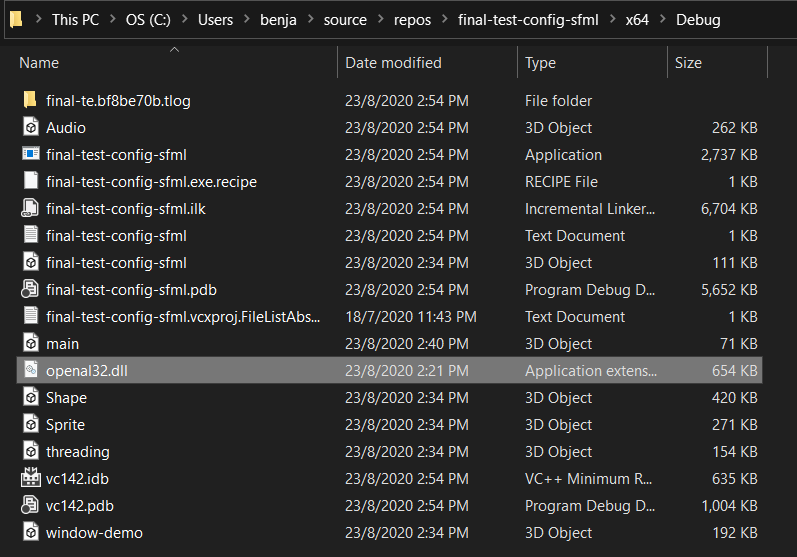 This PC > OS (C:) > Users > benja > source > repos > final-test-config-sfml > x64 > Debug
Name Date modified Type Size
final-te.bf8be70b.tlog 23/8/2020 2:54 PM File folder
Audio 23/8/2020 2:54 PM 3D Object 262 KB
final-test-config-sfml 23/8/2020 2:54 PM Application 2,737 KB
final-test-config-sfml.exe.recipe 23/8/2020 2:54 PM RECIPE File 1 KB
final-test-config-sfml.ilk 23/8/2020 2:54 PM Incremental Linker... 6,704 KB
final-test-config-sfml 23/8/2020 2:54 PM Text Document 1 KB
final-test-config-sfml 23/8/2020 2:34 PM 3D Object 111 KB
final-test-config-sfml.pdb 23/8/2020 2:54 PM Program Debug D... 5,652 KB
final-test-config-sfml.vcxproj.FileListAbs... 18/7/2020 11:43 PM Text Document 1 KB
main 23/8/2020 2:40 PM 3D Object 71 KB
openal32.dll 23/8/2020 2:21 PM Application extens... 654 KB
Shape 23/8/2020 2:34 PM 3D Object 420 KB
Sprite 23/8/2020 2:34 PM 3D Object 271 KB
threading 23/8/2020 2:34 PM 3D Object 154 KB
vc142.idb 23/8/2020 2:54 PM VC++ Minimum R... 635 KB
vc142.pdb 23/8/2020 2:54 PM Program Debug D... 1,004 KB
window-demo 23/8/2020 2:34 PM 3D Object 192 KB